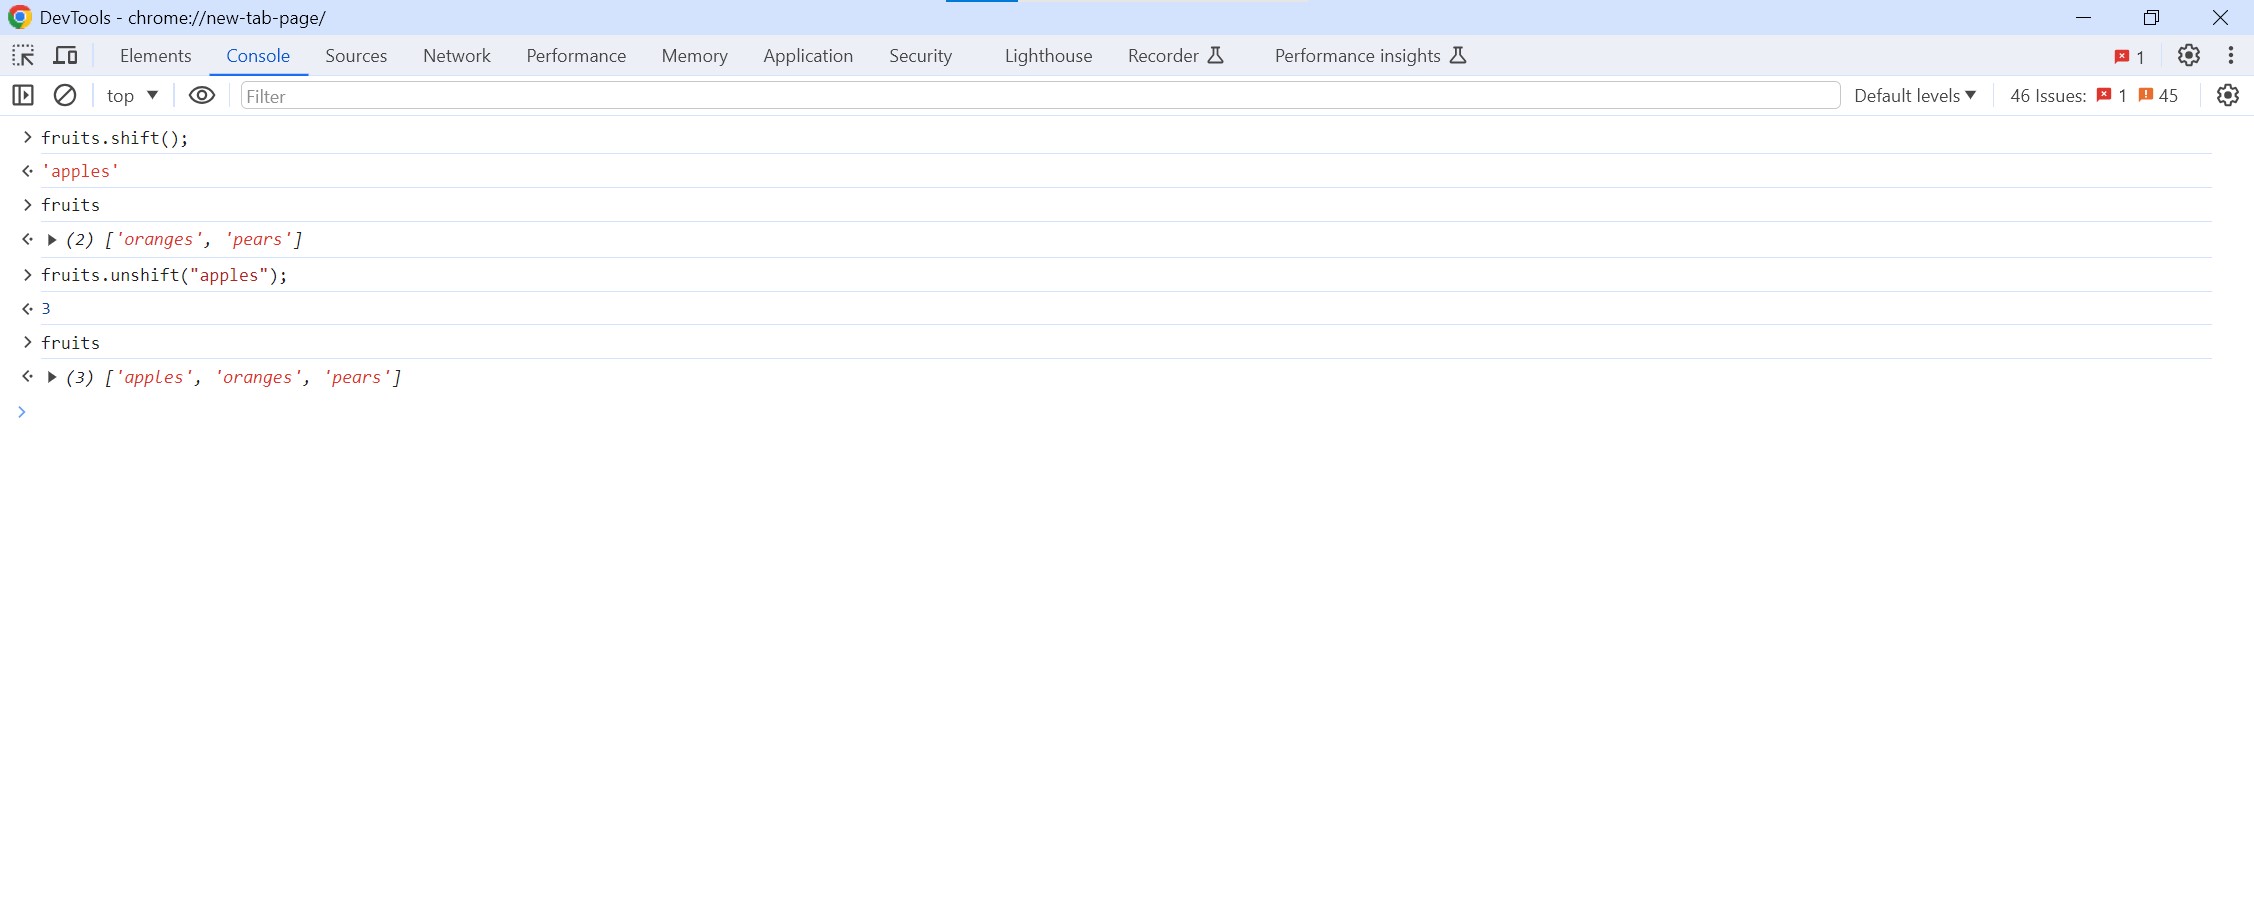 DevTools - chrome://new-tab-page/
Elements Console Sources Network Performance Memory Application Security Lighthouse Recorder Performance insights 1
top Filter Default levels 46 Issues: 1 45
fruits.shift();
'apples'
fruits
(2) ['oranges', 'pears']
fruits.unshift("apples");
3
fruits
(3) ['apples', 'oranges', 'pears']